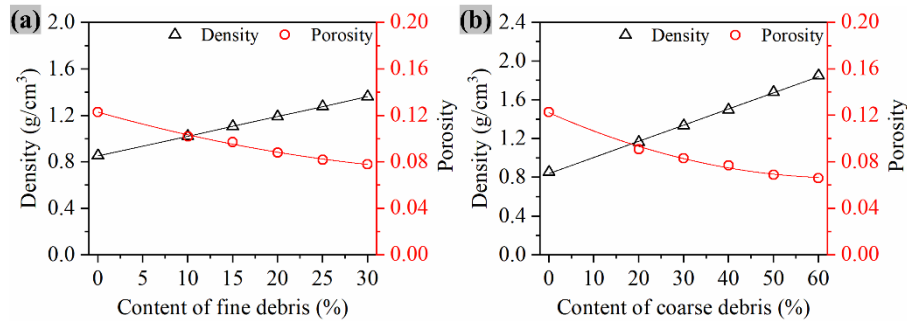 (a)
2.0
1.6
1.2
0.8
0.4
0.0
Density (g/cm³)
Density
Porosity
0.20
0.16
0.12
0.08
0.04
0.00
Porosity
0 5 10 15 20 25 30
Content of fine debris (%)
(b)
2.4
2.0
1.6
1.2
0.8
0.4
0.0
Density (g/cm³)
Density
Porosity
0.20
0.16
0.12
0.08
0.04
0.00
Porosity
0 10 20 30 40 50 60
Content of coarse debris (%)